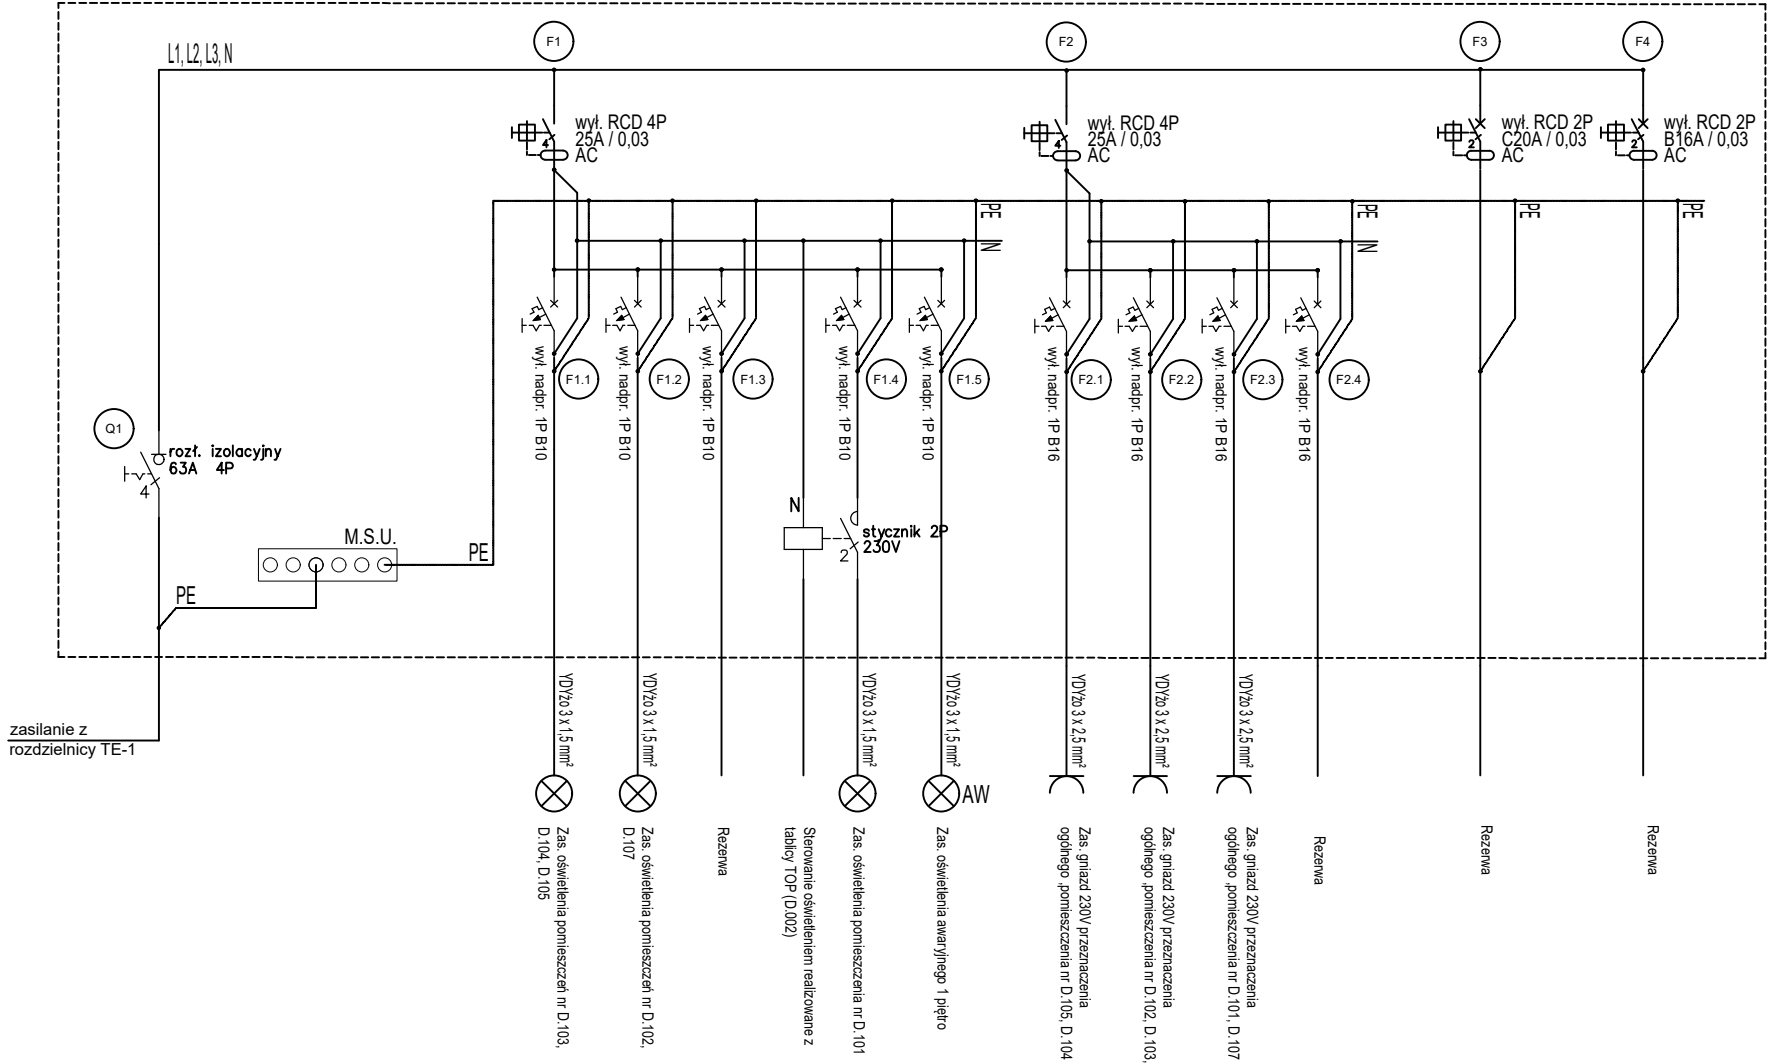 F1
F2
F3
F4
L1, L2, L3, N
wył. RCD 4P
25A / 0,03
AC
4
wył. RCD 4P
25A / 0,03
AC
4
wył. RCD 2P
C20A / 0,03
AC
2
wył. RCD 2P
B16A / 0,03
AC
2
PE
N
PE
N
PE
PE
wył. nadpr. 1P B10
F1.1
wył. nadpr. 1P B10
F1.2
wył. nadpr. 1P B10
F1.3
wył. nadpr. 1P B10
F1.4
wył. nadpr. 1P B10
F1.5
wył. nadpr. 1P B16
F2.1
wył. nadpr. 1P B16
F2.2
wył. nadpr. 1P B16
F2.3
wył. nadpr. 1P B16
F2.4
Q1
rozł. izolacyjny
63A 4P
4
N
stycznik 2P
230V
2
M.S.U.
PE
PE
zasilanie z
rozdzielnicy TE-1
YDYżo 3 x 1,5 mm²
YDYżo 3 x 1,5 mm²
YDYżo 3 x 1,5 mm²
YDYżo 3 x 1,5 mm²
YDYżo 3 x 2,5 mm²
YDYżo 3 x 2,5 mm²
YDYżo 3 x 2,5 mm²
AW
Zas. oświetlenia pomieszczeń nr D.103,
D.104, D.105
Zas. oświetlenia pomieszczeń nr D.102,
D.107
Rezerwa
Sterowanie oświetleniem realizowane z
tablicy TOP (D.002)
Zas. oświetlenia pomieszczenia nr D.101
Zas. oświetlenia awaryjnego 1 piętro
Zas. gniazd 230V przeznaczenia
ogólnego ,pomieszczenia nr D.105, D.104
Zas. gniazd 230V przeznaczenia
ogólnego ,pomieszczenia nr D.102, D.103,
Zas. gniazd 230V przeznaczenia
ogólnego ,pomieszczenia nr D.101, D.107
Rezerwa
Rezerwa
Rezerwa